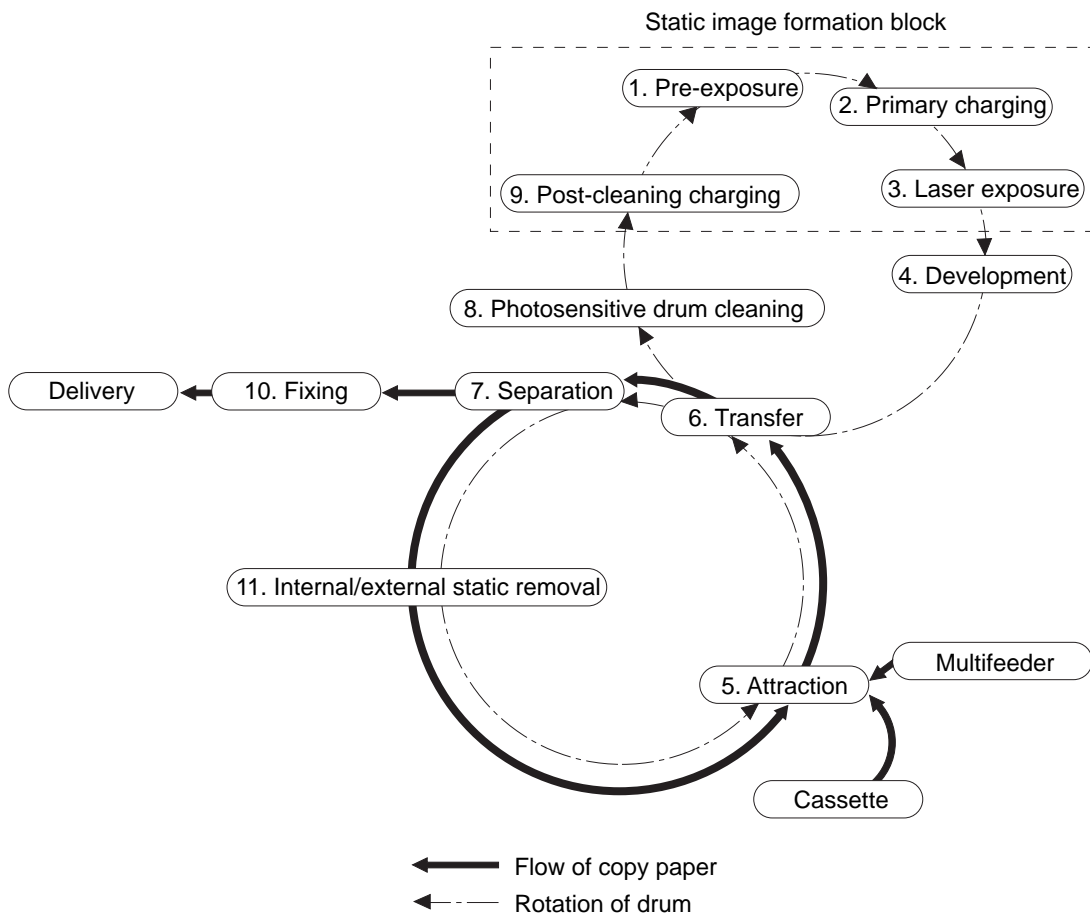 Static image formation block
1. Pre-exposure
2. Primary charging
9. Post-cleaning charging
3. Laser exposure
4. Development
8. Photosensitive drum cleaning
Delivery
10. Fixing
7. Separation
6. Transfer
11. Internal/external static removal
Multifeeder
5. Attraction
Cassette
Flow of copy paper
Rotation of drum